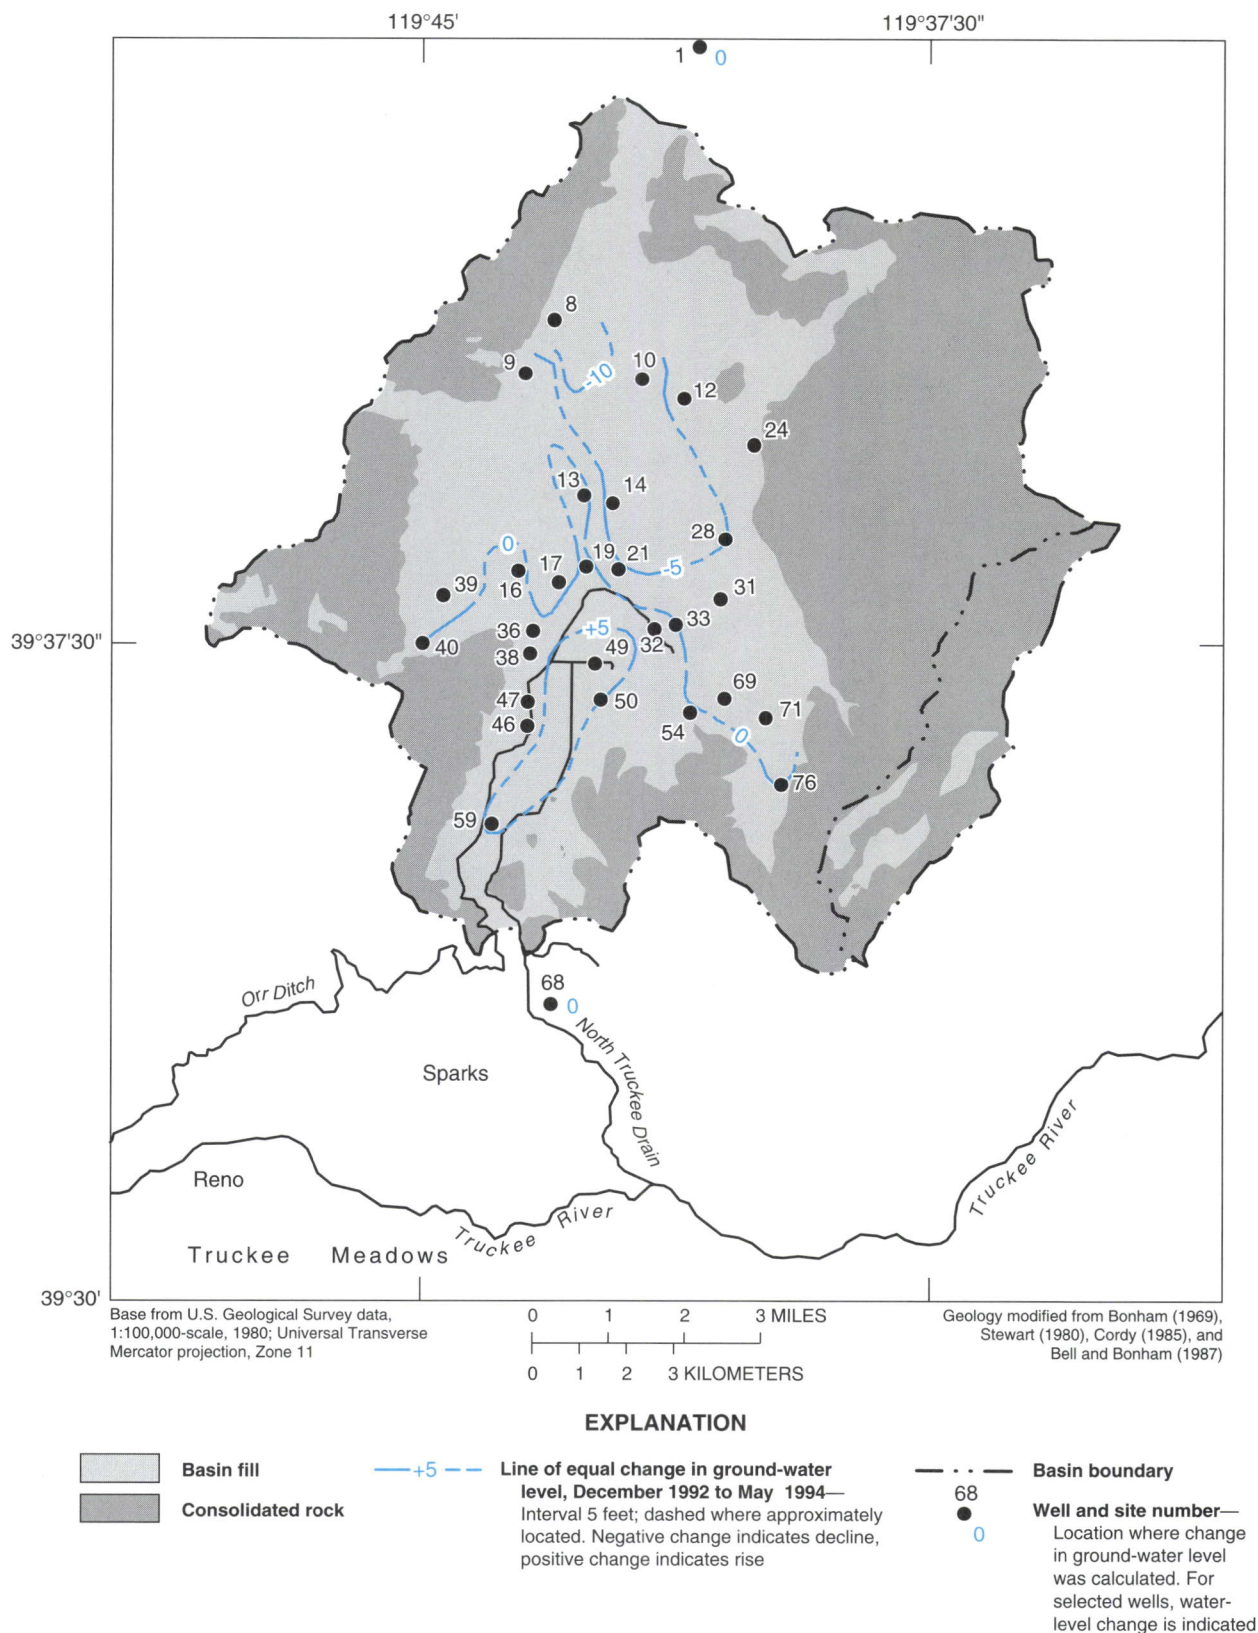 119°45' 119°37'30"
1 0
8
9
10
-10
12
24
13
14
28
0
19 21
17
-5
16
39
31
33
36
+5
32
39°37'30"
40
38
49
47
50
69
71
46
54
0
76
59
68
0
Orr Ditch
North Truckee Drain
Sparks
Truckee River
Reno
Truckee River
Truckee Meadows
39°30'
Base from U.S. Geological Survey data,
1:100,000-scale, 1980; Universal Transverse
Mercator projection, Zone 11
0 1 2 3 MILES
0 1 2 3 KILOMETERS
Geology modified from Bonham (1969),
Stewart (1980), Cordy (1985), and
Bell and Bonham (1987)
EXPLANATION
Basin fill
Consolidated rock
+5
Line of equal change in ground-water
level, December 1992 to May 1994—
Interval 5 feet; dashed where approximately
located. Negative change indicates decline,
positive change indicates rise
Basin boundary
68
0
Well and site number—
Location where change
in ground-water level
was calculated. For
selected wells, water-
level change is indicated